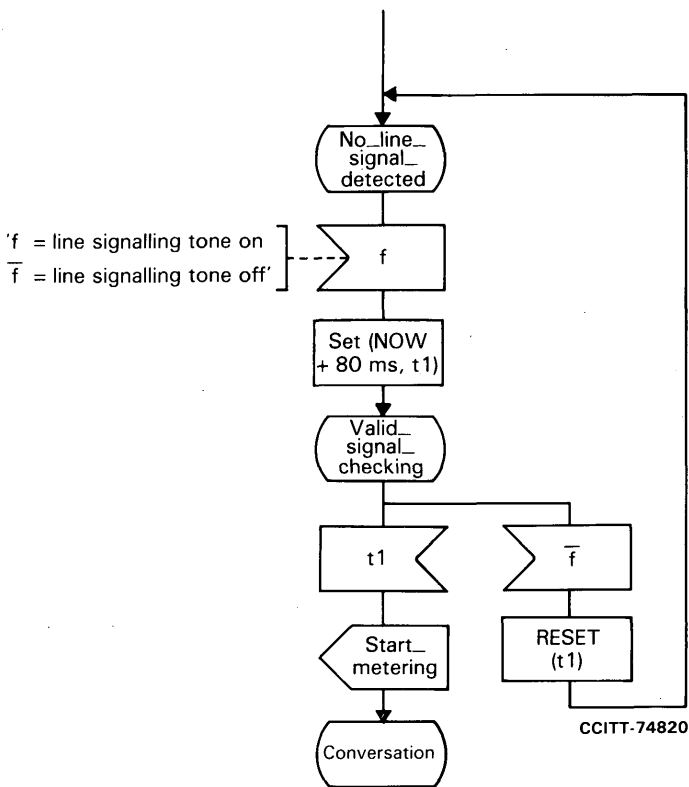 No_line_
signal_
detected
'f = line signalling tone on
f̅ = line signalling tone off'
f
Set (NOW
+ 80 ms, t1)
Valid_
signal_
checking
t1
f̅
Start_
metering
RESET
(t1)
Conversation
CCITT-74820